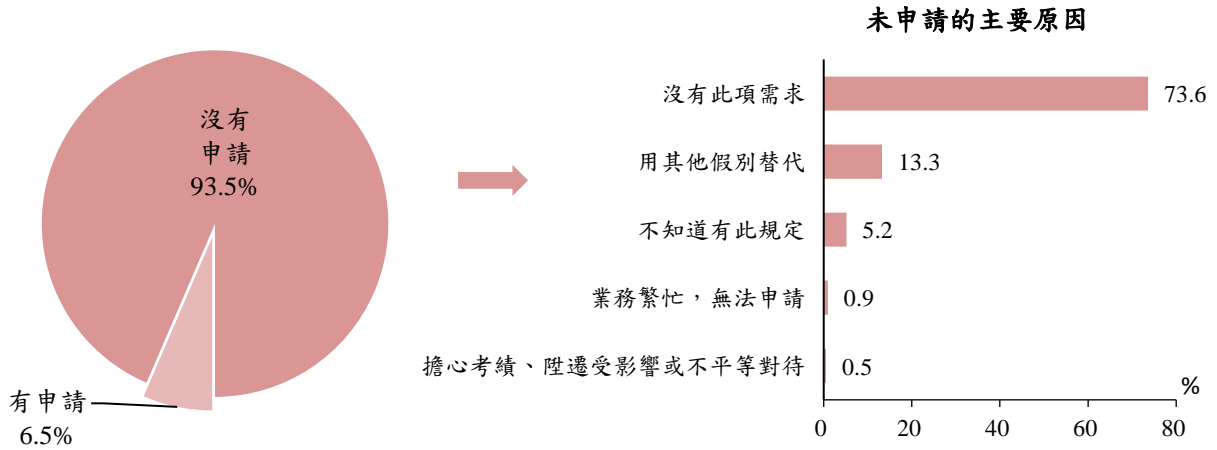 未申請的主要原因
沒有
申請
93.5%
有申請
6.5%
沒有此項需求
73.6
用其他假別替代
13.3
不知道有此規定
5.2
業務繁忙，無法申請
0.9
擔心考績、陞遷受影響或不平等對待
0.5
%
0 20 40 60 80